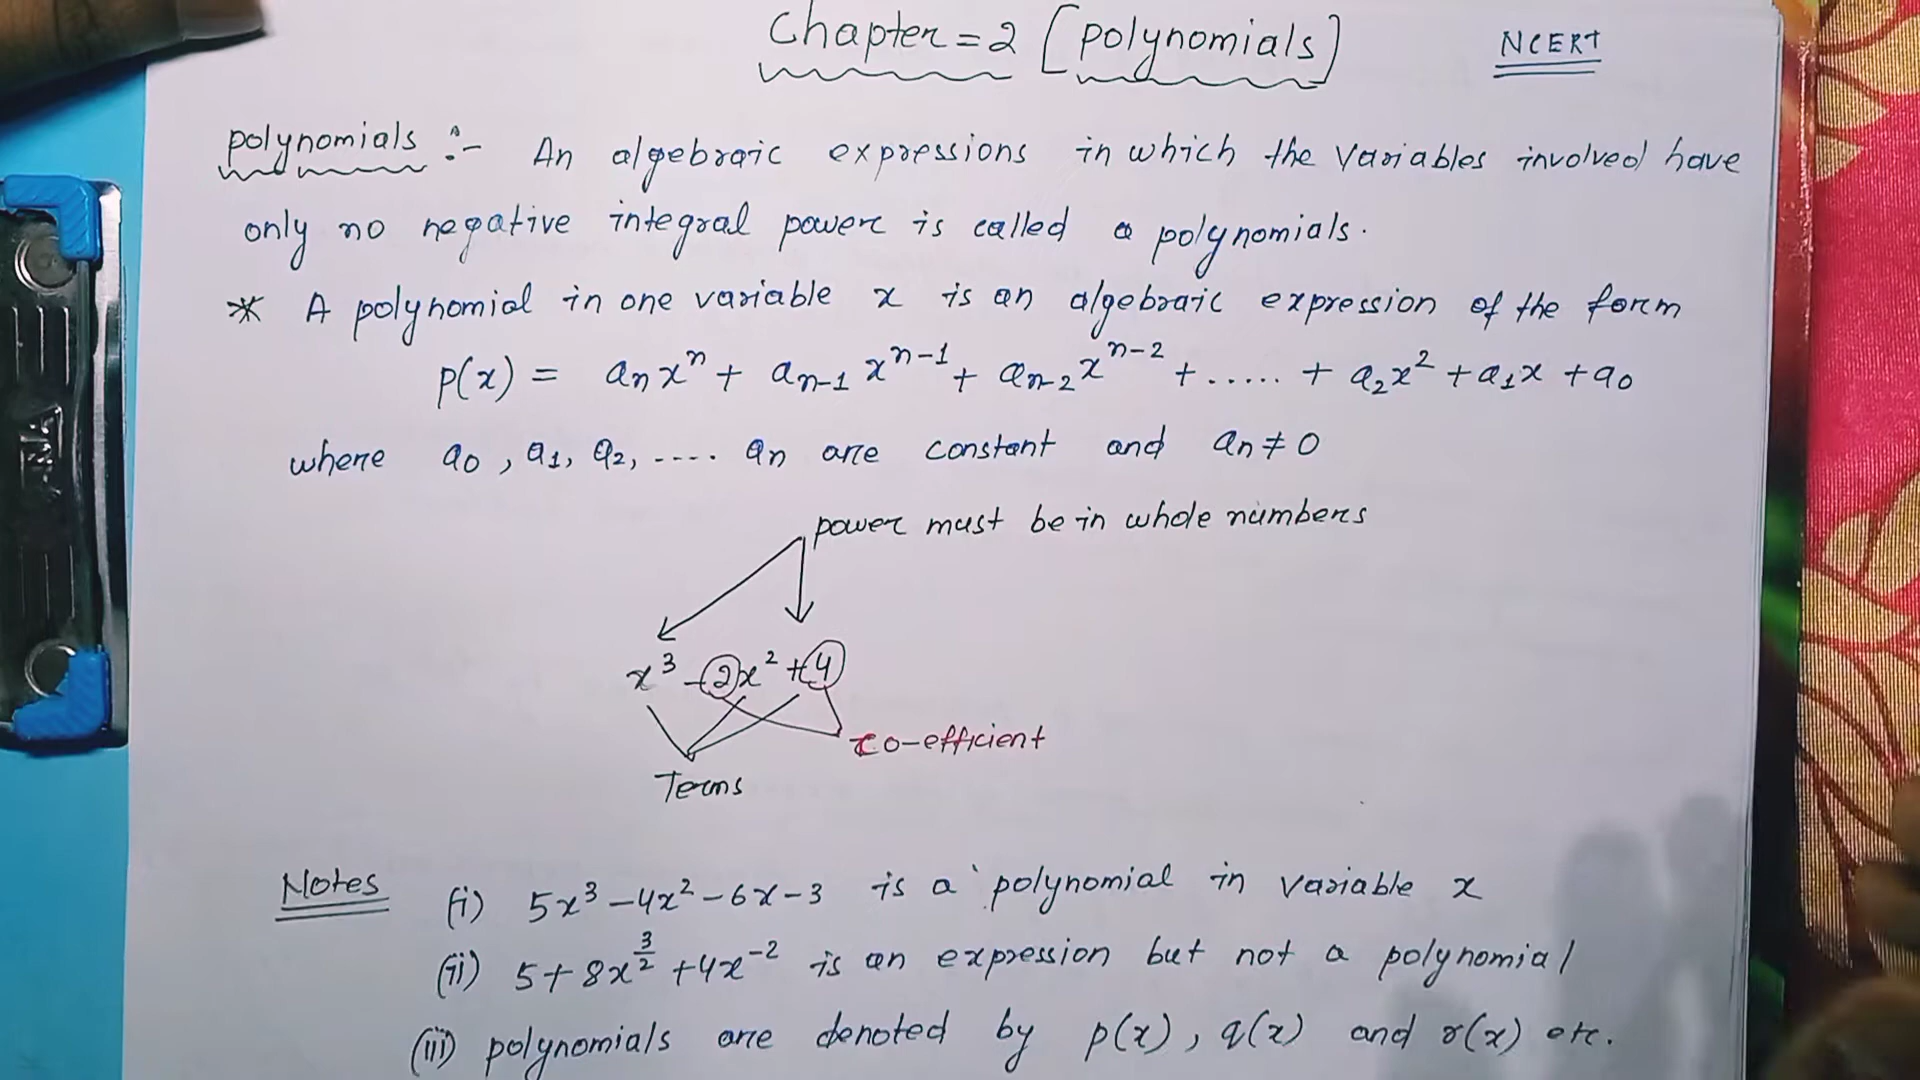 Chapter = 2 [polynomials]
NCERT
polynomials :- An algebraic expressions in which the variables involved have
only no negative integral power is called a polynomials.
* A polynomial in one variable x is an algebraic expression of the form
p(x) = aₙxⁿ + aₙ₋₁ xⁿ⁻¹ + aₙ₋₂ xⁿ⁻² + ..... + a₂x² + a₁x + a₀
where a₀, a₁, a₂, .... aₙ are constant and aₙ ≠ 0
power must be in whole numbers
x³ - 2x² + 4
co-efficient
Terms
Notes (i) 5x³ - 4x² - 6x - 3 is a polynomial in variable x
(ii) 5 + 8x^(3/2) + 4x⁻² is an expression but not a polynomial
(iii) polynomials are denoted by p(x), q(x) and r(x) etc.